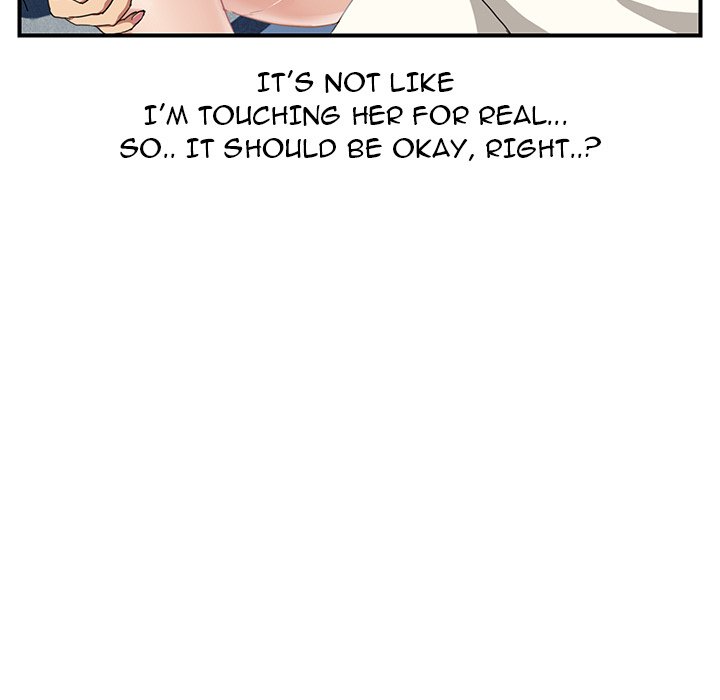 IT'S NOT LIKE
I'M TOUCHING HER FOR REAL...
SO.. IT SHOULD BE OKAY, RIGHT..?